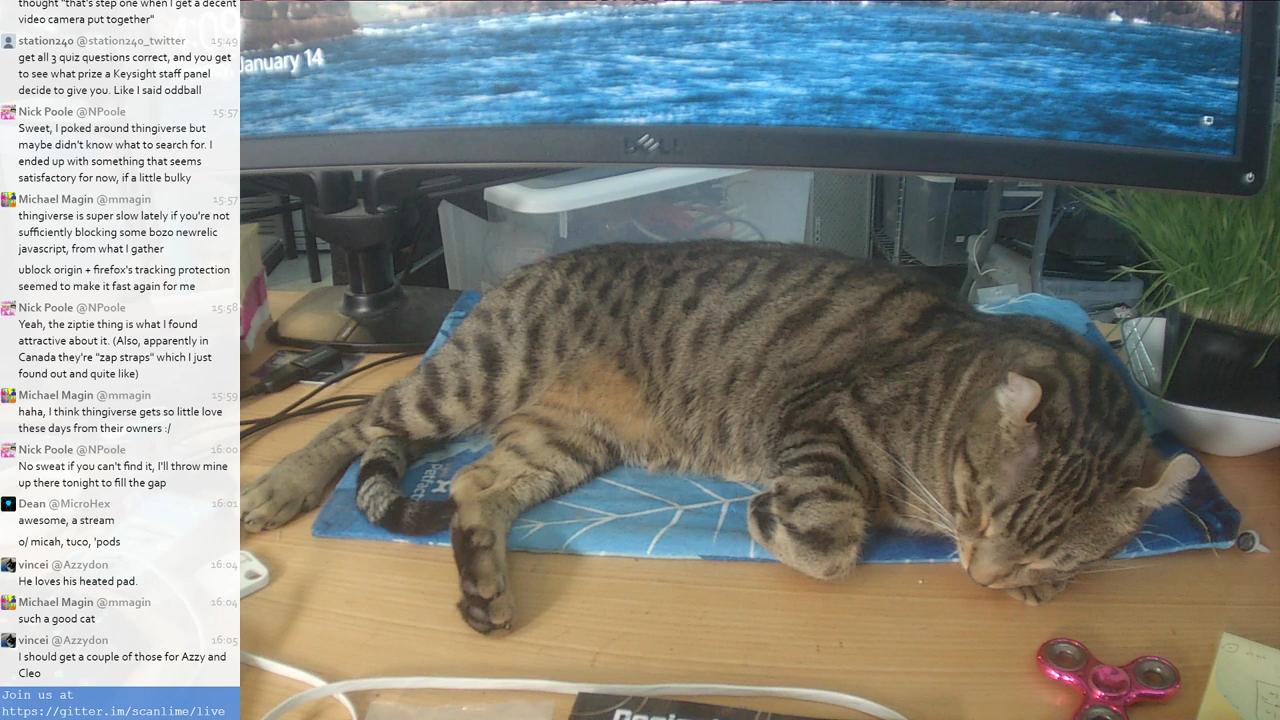 thought "that's step one when I get a decent
video camera put together"
station240 @station240_twitter 15:49
get all 3 quiz questions correct, and you get
to see what prize a Keysight staff panel
decide to give you. Like I said oddball
Nick Poole @NPoole 15:57
Sweet, I poked around thingiverse but
maybe didn't know what to search for. I
ended up with something that seems
satisfactory for now, if a little bulky
Michael Magin @mmagin 15:57
thingiverse is super slow lately if you're not
sufficiently blocking some bozo newrelic
javascript, from what I gather
ublock origin + firefox's tracking protection
seemed to make it fast again for me
Nick Poole @NPoole 15:58
Yeah, the ziptie thing is what I found
attractive about it. (Also, apparently in
Canada they're "zap straps" which I just
found out and quite like)
Michael Magin @mmagin 15:59
haha, I think thingiverse gets so little love
these days from their owners :/
Nick Poole @NPoole 16:00
No sweat if you can't find it, I'll throw mine
up there tonight to fill the gap
Dean @MicroHex 16:01
awesome, a stream
o/ micah, tuco, 'pods
vincei @Azzydon 16:04
He loves his heated pad.
Michael Magin @mmagin 16:04
such a good cat
vincei @Azzydon 16:05
I should get a couple of those for Azzy and
Cleo
Join us at
https://gitter.im/scanlime/live
January 14
DELL